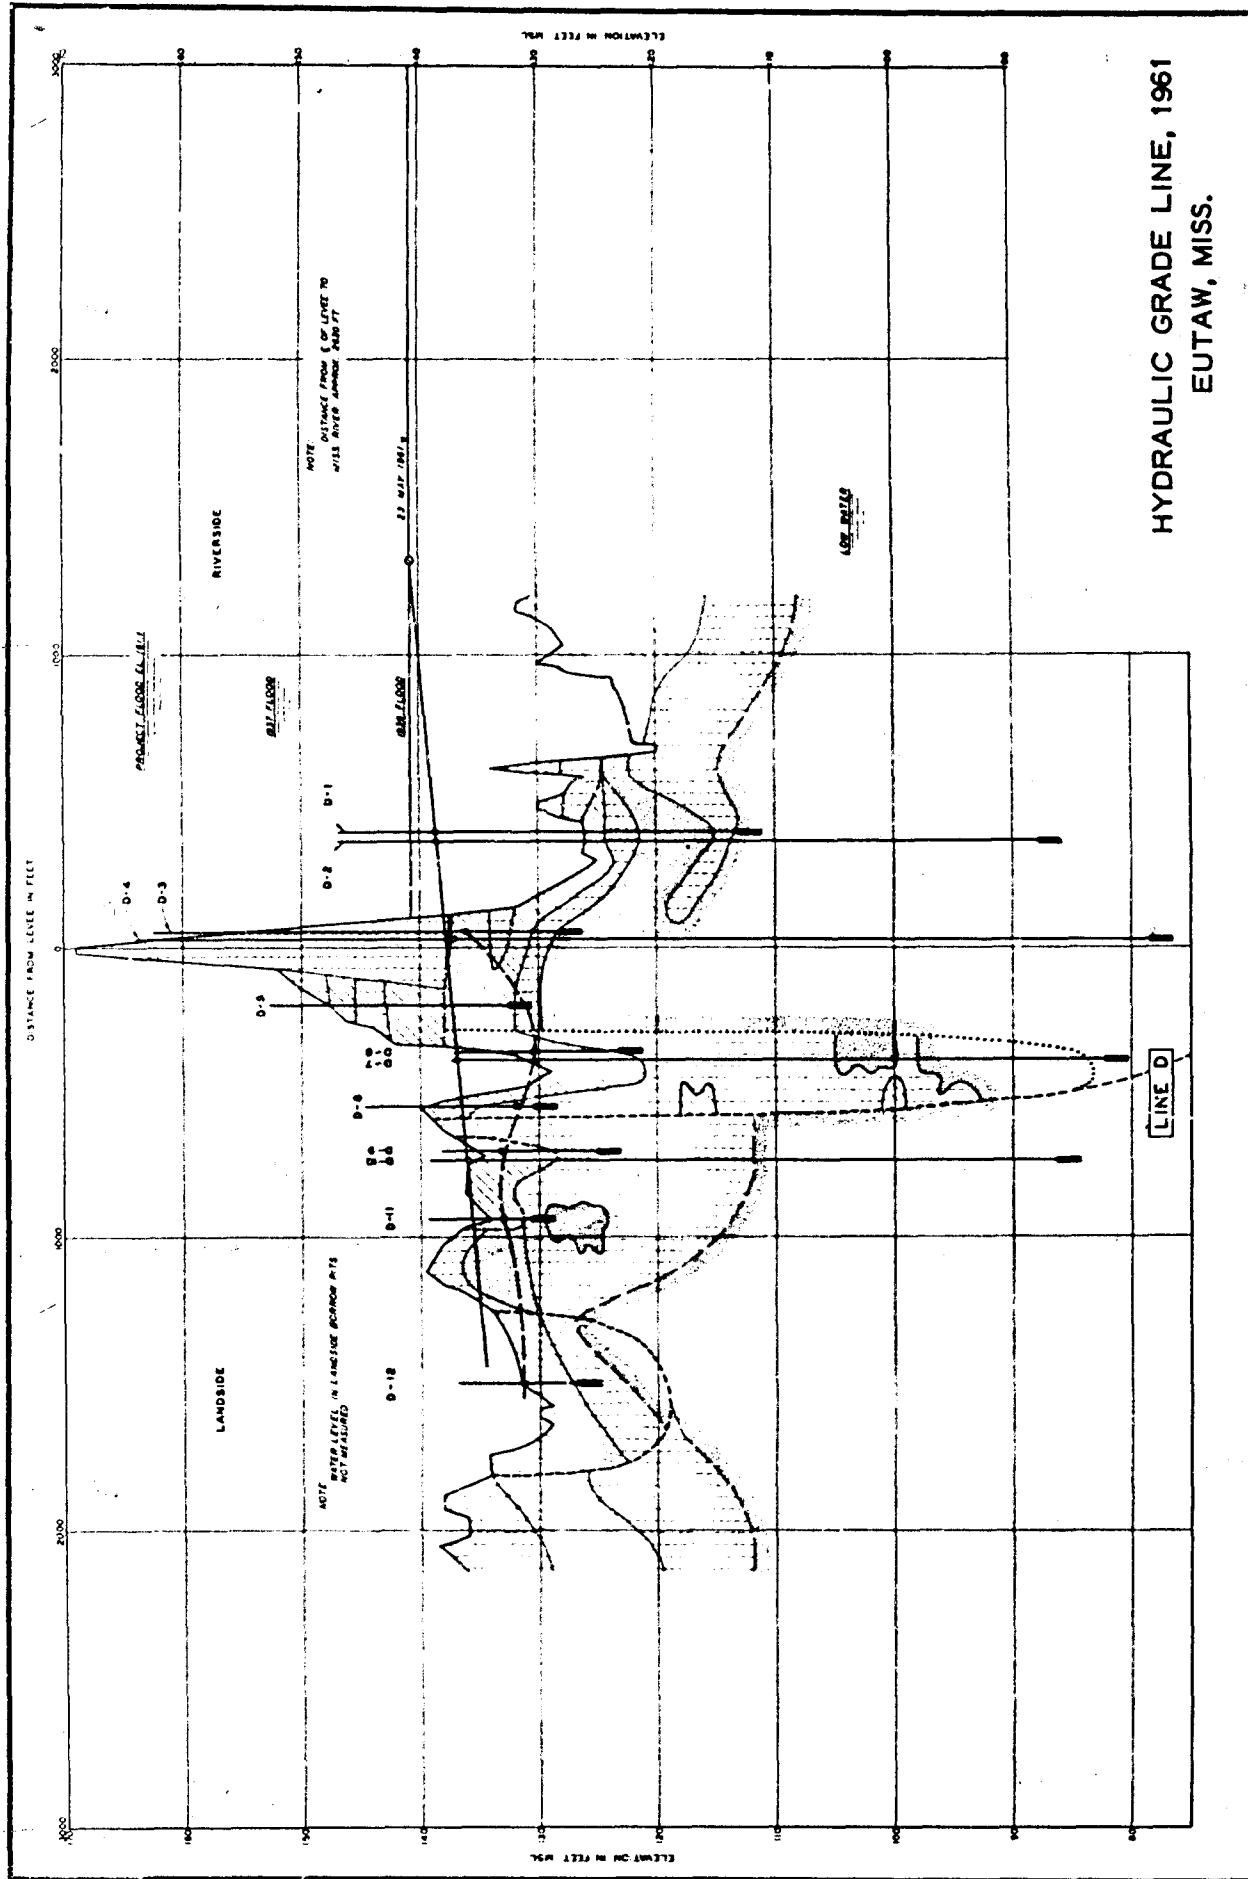 HYDRAULIC GRADE LINE, 1961
EUTAW, MISS.
LINE D
DISTANCE FROM LEVEE IN FEET
3000
2000
1000
0
1000
2000
3000
ELEVATION IN FEET MSL
170
160
150
140
130
120
110
100
90
80
ELEVATION IN FEET MSL
LANDSIDE
RIVERSIDE
NOTE:
WATER LEVEL IN LANDSIDE BORROW PITS
NOT MEASURED
NOTE:
DISTANCE FROM ℄ OF LEVEE TO
MISS. RIVER APPROX.
22 MAY 1961
PROJECT FLOOD
1937 FLOOD
FLOOD
LOW WATER
D-12
D-11
D-8
D-5
D-4
D-3
D-2
D-1